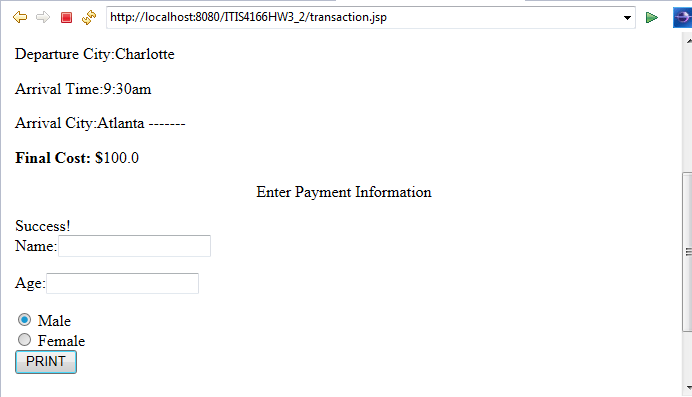 http://localhost:8080/ITIS4166HW3_2/transaction.jsp
Departure City:Charlotte
Arrival Time:9:30am
Arrival City:Atlanta -------
Final Cost: $100.0
Enter Payment Information
Success!
Name:
Age:
Male
Female
PRINT